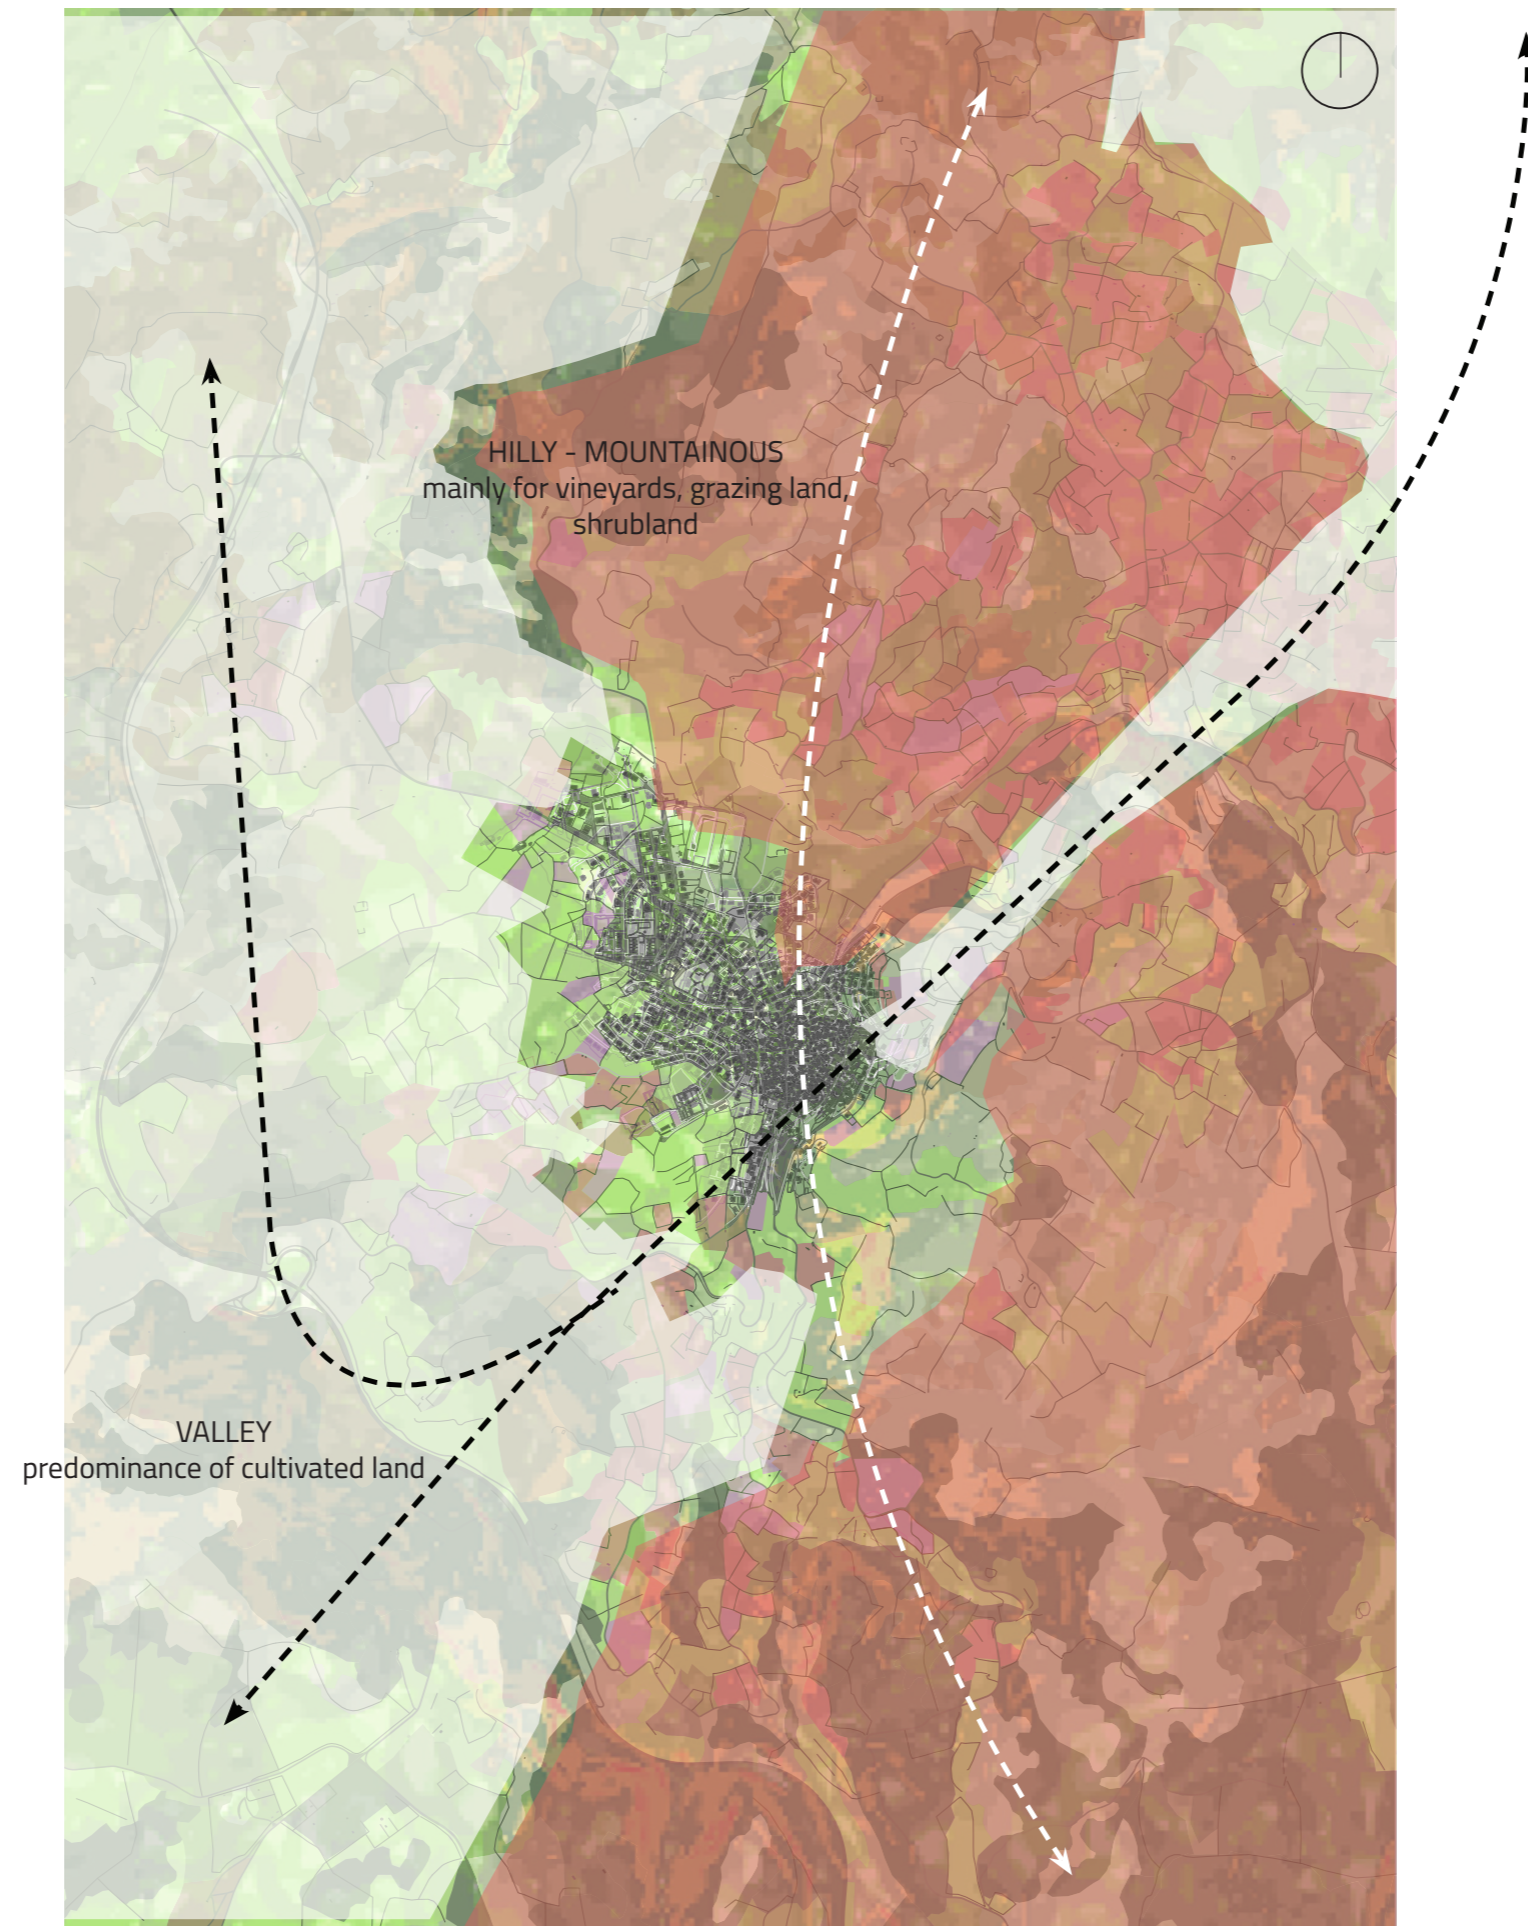 HILLY - MOUNTAINOUS
mainly for vineyards, grazing land,
shrubland
VALLEY
predominance of cultivated land